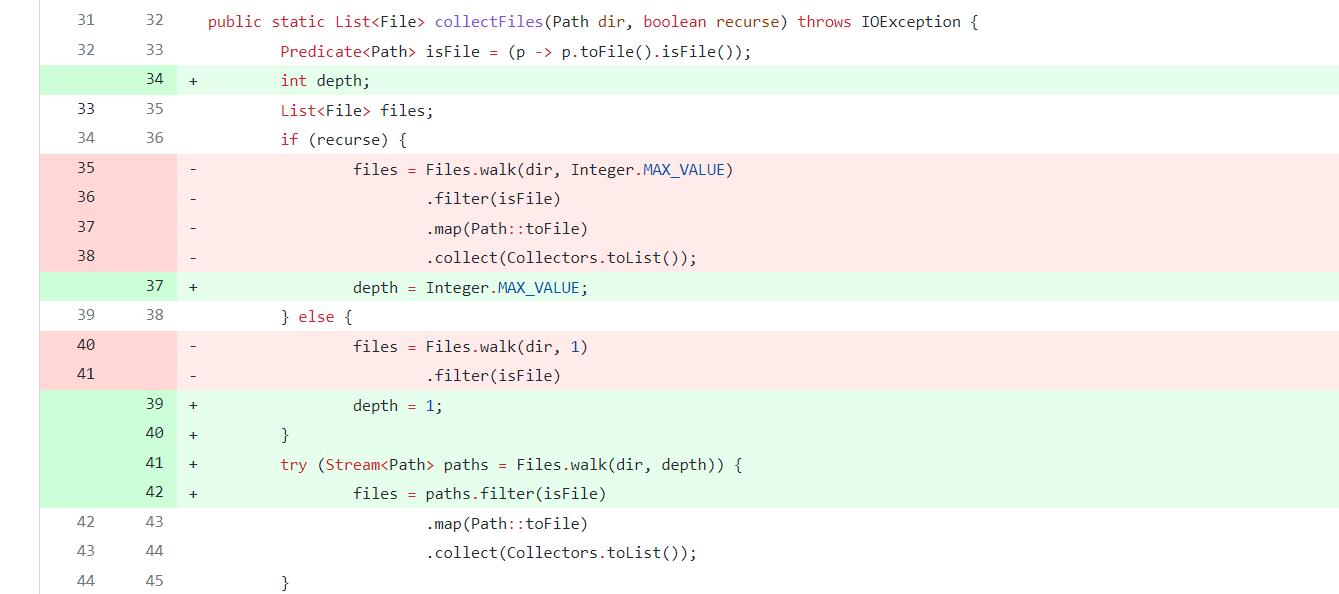 31 32 public static List<File> collectFiles(Path dir, boolean recurse) throws IOException {
32 33 Predicate<Path> isFile = (p -> p.toFile().isFile());
34 + int depth;
33 35 List<File> files;
34 36 if (recurse) {
35 - files = Files.walk(dir, Integer.MAX_VALUE)
36 - .filter(isFile)
37 - .map(Path::toFile)
38 - .collect(Collectors.toList());
37 + depth = Integer.MAX_VALUE;
39 38 } else {
40 - files = Files.walk(dir, 1)
41 - .filter(isFile)
39 + depth = 1;
40 + }
41 + try (Stream<Path> paths = Files.walk(dir, depth)) {
42 + files = paths.filter(isFile)
42 43 .map(Path::toFile)
43 44 .collect(Collectors.toList());
44 45 }